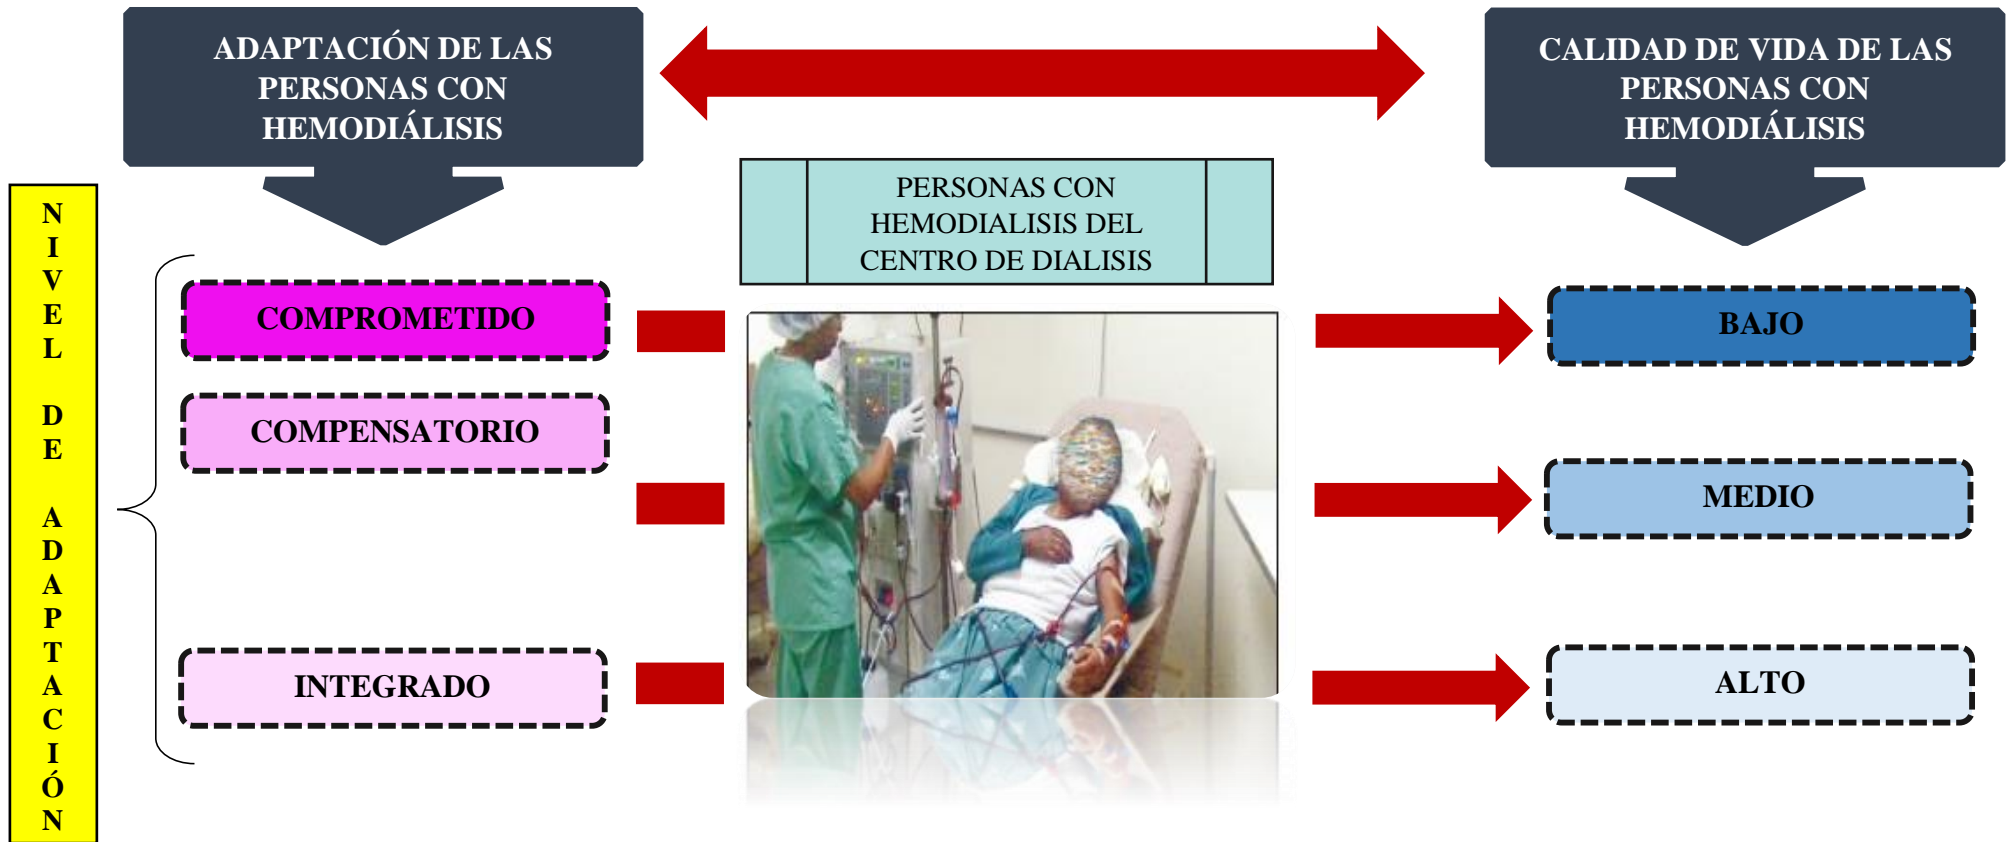 ADAPTACIÓN DE LAS
PERSONAS CON
HEMODIÁLISIS
CALIDAD DE VIDA DE LAS
PERSONAS CON
HEMODIÁLISIS
PERSONAS CON
HEMODIALISIS DEL
CENTRO DE DIALISIS
N
I
V
E
L
D
E
A
D
A
P
T
A
C
I
Ó
N
COMPROMETIDO
BAJO
COMPENSATORIO
MEDIO
INTEGRADO
ALTO